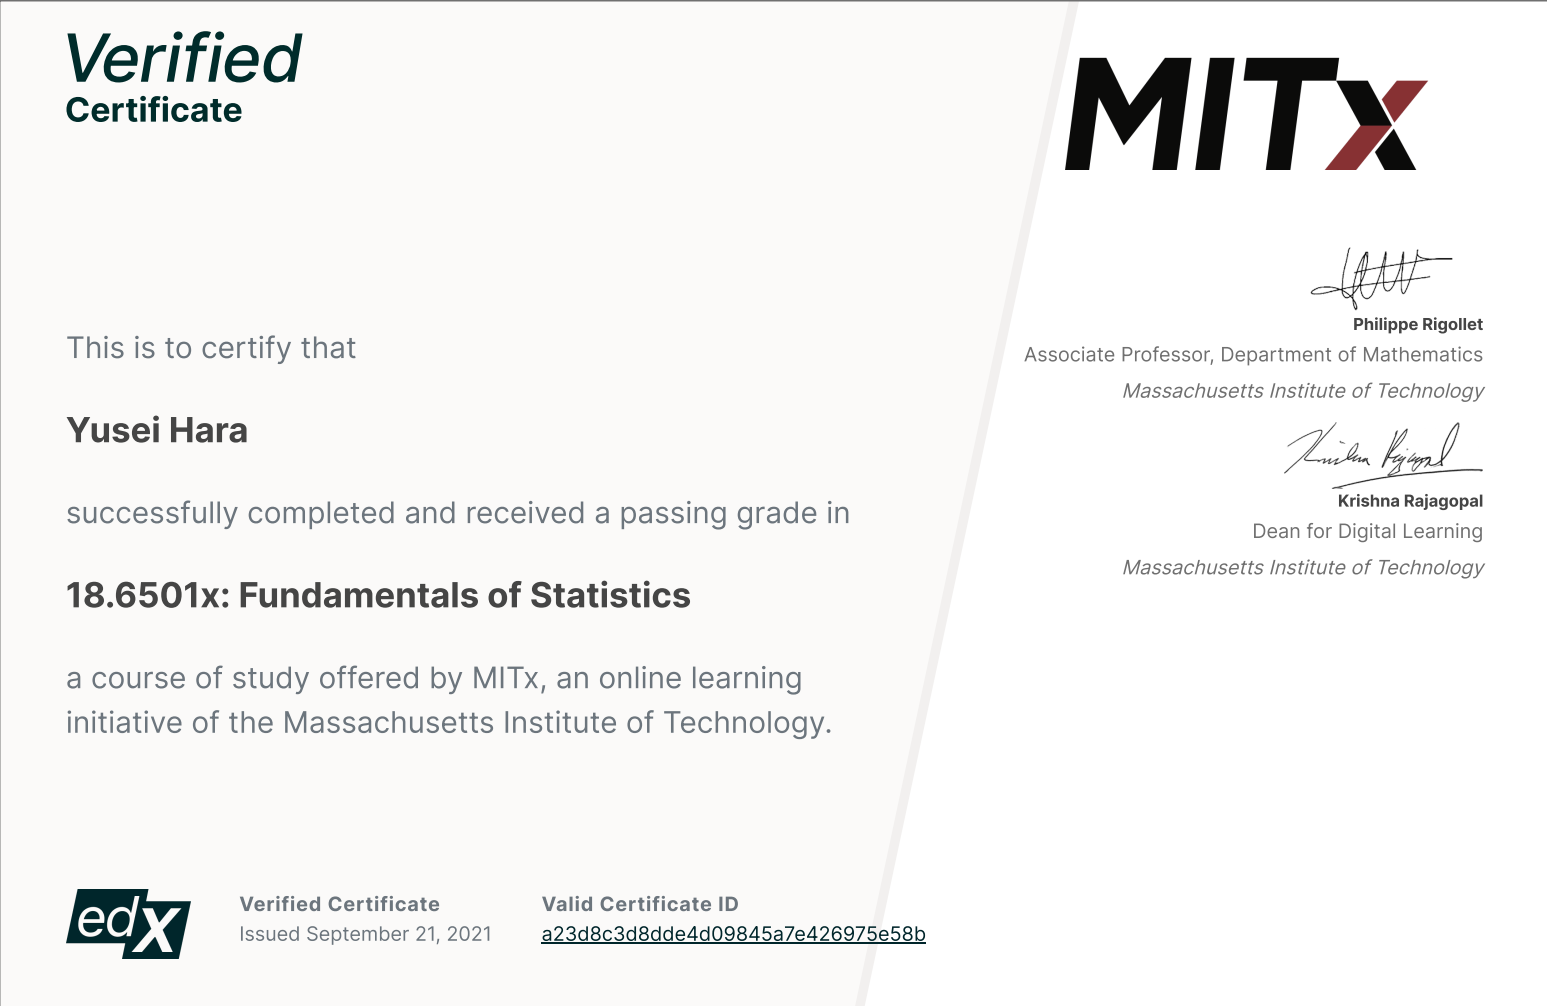 Verified
Certificate
MITx
This is to certify that
Yusei Hara
successfully completed and received a passing grade in
18.6501x: Fundamentals of Statistics
a course of study offered by MITx, an online learning
initiative of the Massachusetts Institute of Technology.
Philippe Rigollet
Associate Professor, Department of Mathematics
Massachusetts Institute of Technology
Krishna Rajagopal
Krishna Rajagopal
Dean for Digital Learning
Massachusetts Institute of Technology
edX
Verified Certificate
Issued September 21, 2021
Valid Certificate ID
a23d8c3d8dde4d09845a7e426975e58b